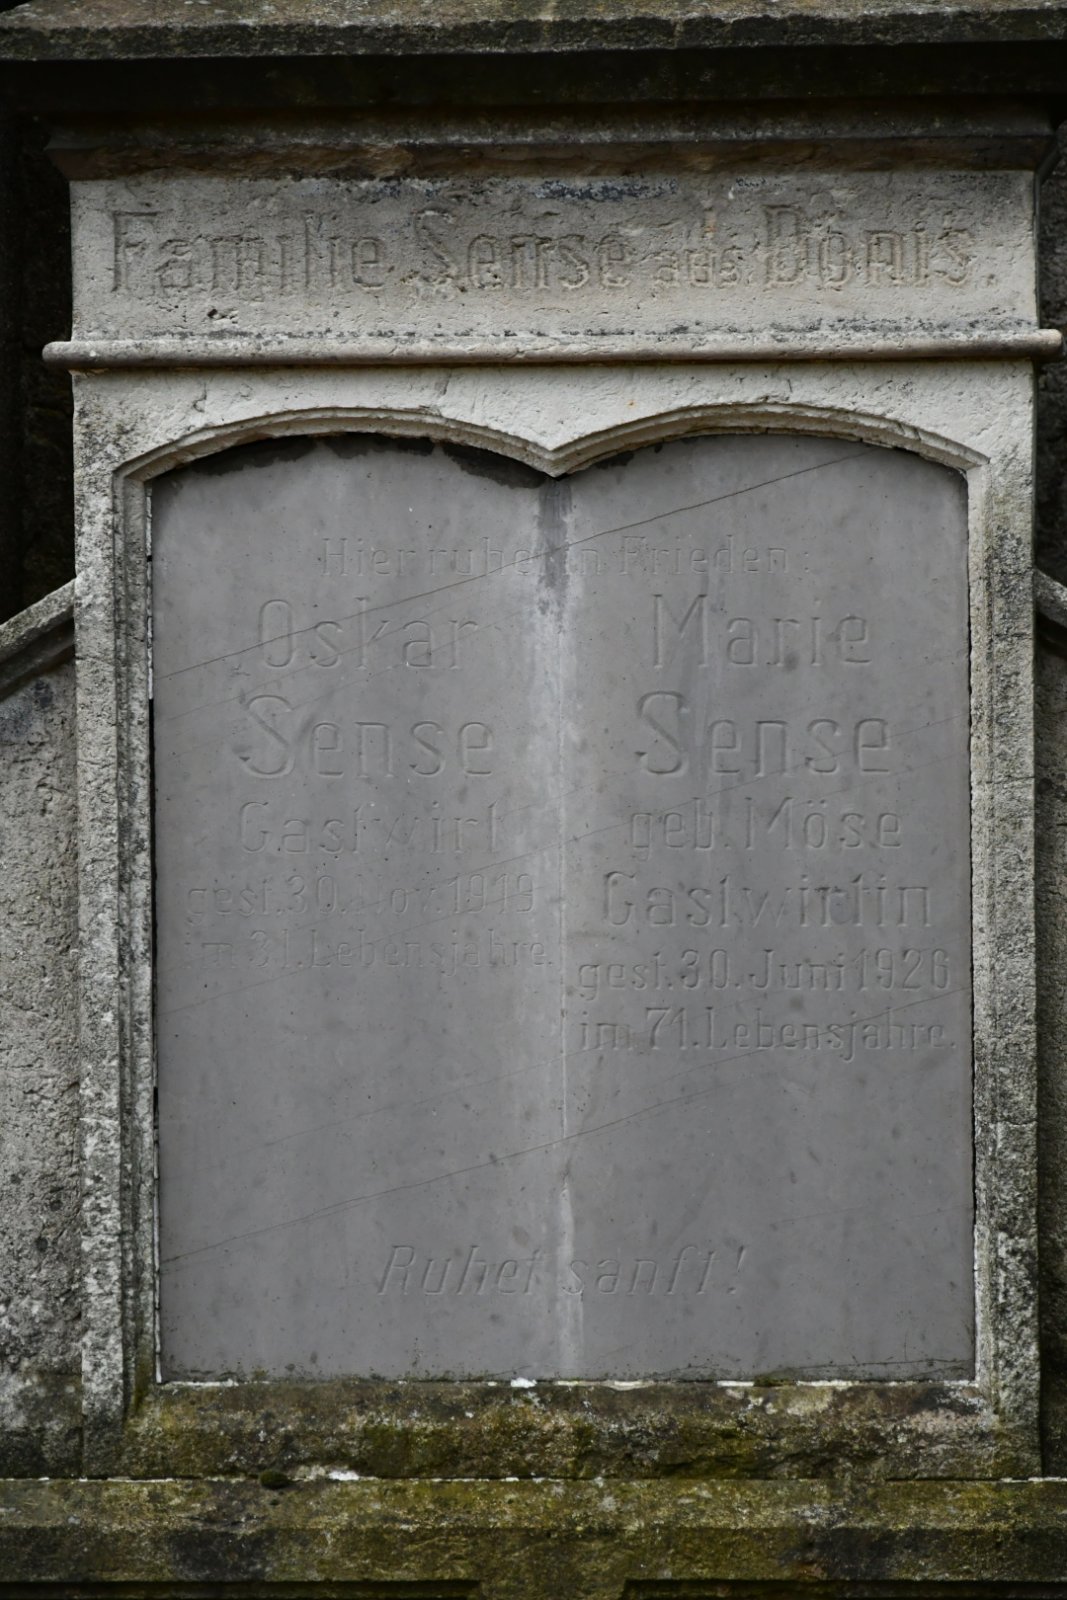 Familie Sense aus Dönis.
Hier ruhen in Frieden:
Oskar
Sense
Gastwirt
gest. 30. Nov. 1919
im 31. Lebensjahre.
Marie
Sense
geb. Möse
Gastwirtin
gest. 30. Juni 1926
im 71. Lebensjahre.
Ruhet sanft!